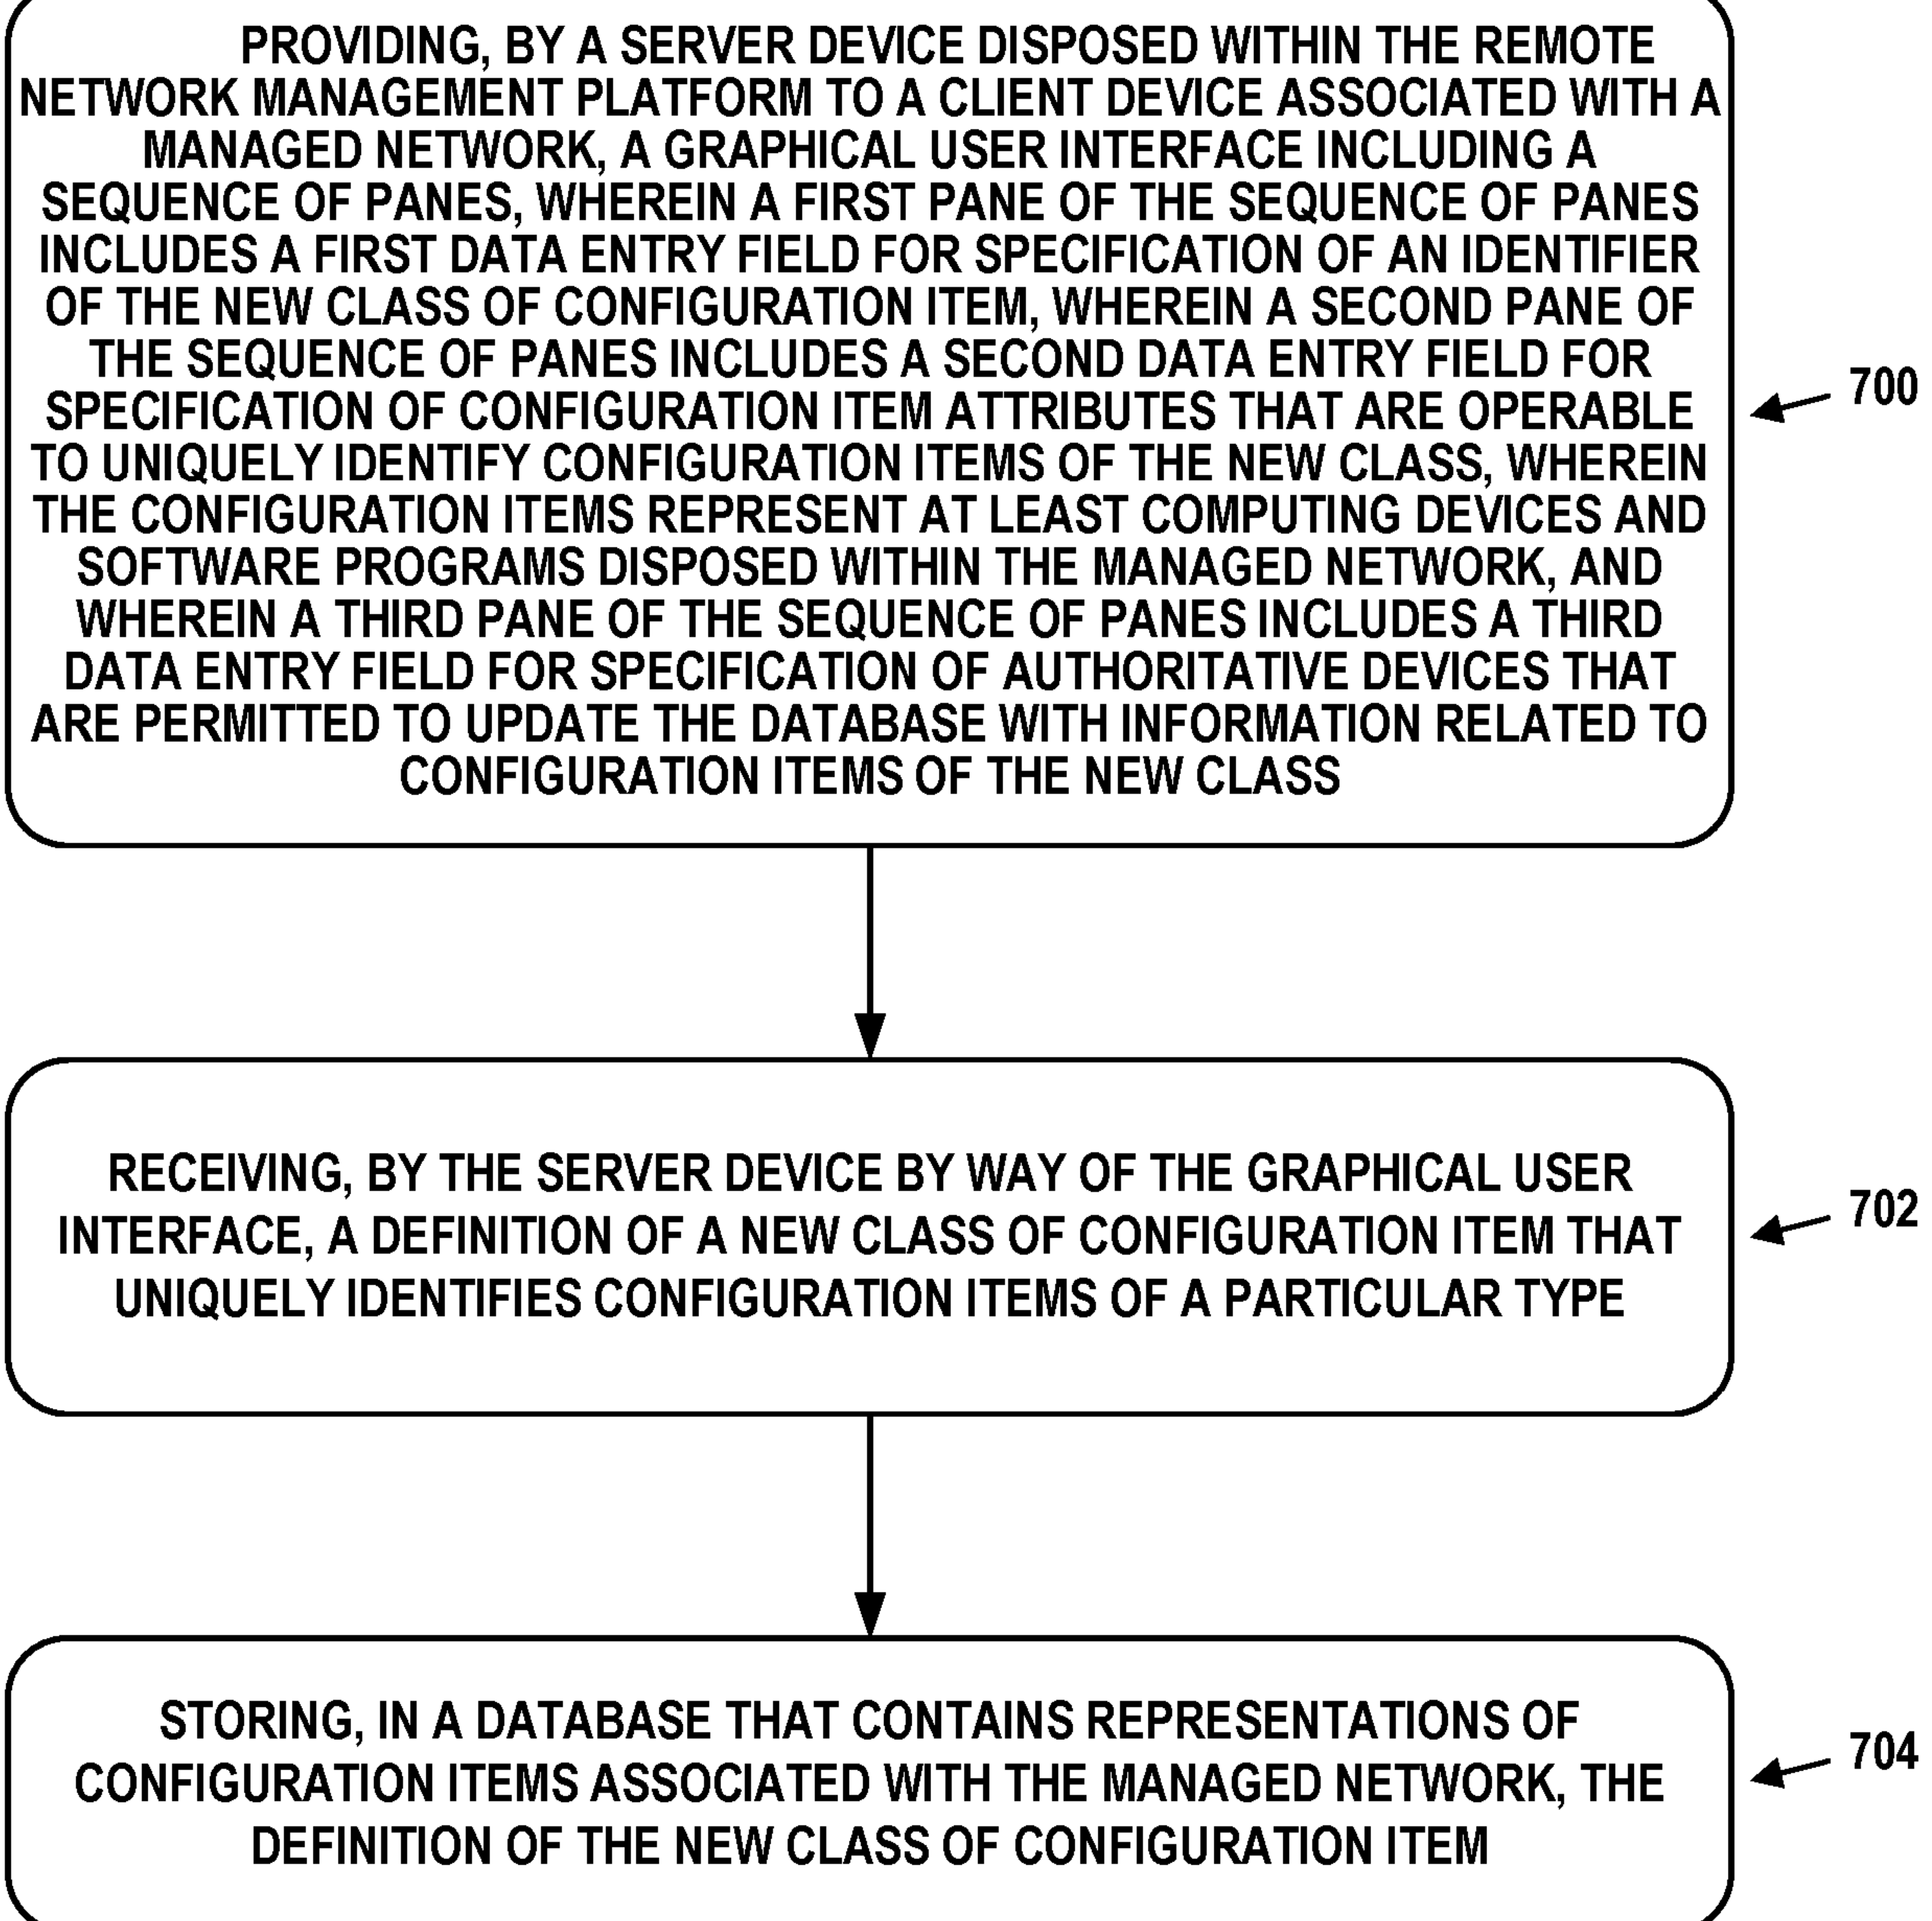 PROVIDING, BY A SERVER DEVICE DISPOSED WITHIN THE REMOTE
NETWORK MANAGEMENT PLATFORM TO A CLIENT DEVICE ASSOCIATED WITH A
MANAGED NETWORK, A GRAPHICAL USER INTERFACE INCLUDING A
SEQUENCE OF PANES, WHEREIN A FIRST PANE OF THE SEQUENCE OF PANES
INCLUDES A FIRST DATA ENTRY FIELD FOR SPECIFICATION OF AN IDENTIFIER
OF THE NEW CLASS OF CONFIGURATION ITEM, WHEREIN A SECOND PANE OF
THE SEQUENCE OF PANES INCLUDES A SECOND DATA ENTRY FIELD FOR
SPECIFICATION OF CONFIGURATION ITEM ATTRIBUTES THAT ARE OPERABLE
TO UNIQUELY IDENTIFY CONFIGURATION ITEMS OF THE NEW CLASS, WHEREIN
THE CONFIGURATION ITEMS REPRESENT AT LEAST COMPUTING DEVICES AND
SOFTWARE PROGRAMS DISPOSED WITHIN THE MANAGED NETWORK, AND
WHEREIN A THIRD PANE OF THE SEQUENCE OF PANES INCLUDES A THIRD
DATA ENTRY FIELD FOR SPECIFICATION OF AUTHORITATIVE DEVICES THAT
ARE PERMITTED TO UPDATE THE DATABASE WITH INFORMATION RELATED TO
CONFIGURATION ITEMS OF THE NEW CLASS
700
RECEIVING, BY THE SERVER DEVICE BY WAY OF THE GRAPHICAL USER
INTERFACE, A DEFINITION OF A NEW CLASS OF CONFIGURATION ITEM THAT
UNIQUELY IDENTIFIES CONFIGURATION ITEMS OF A PARTICULAR TYPE
702
STORING, IN A DATABASE THAT CONTAINS REPRESENTATIONS OF
CONFIGURATION ITEMS ASSOCIATED WITH THE MANAGED NETWORK, THE
DEFINITION OF THE NEW CLASS OF CONFIGURATION ITEM
704